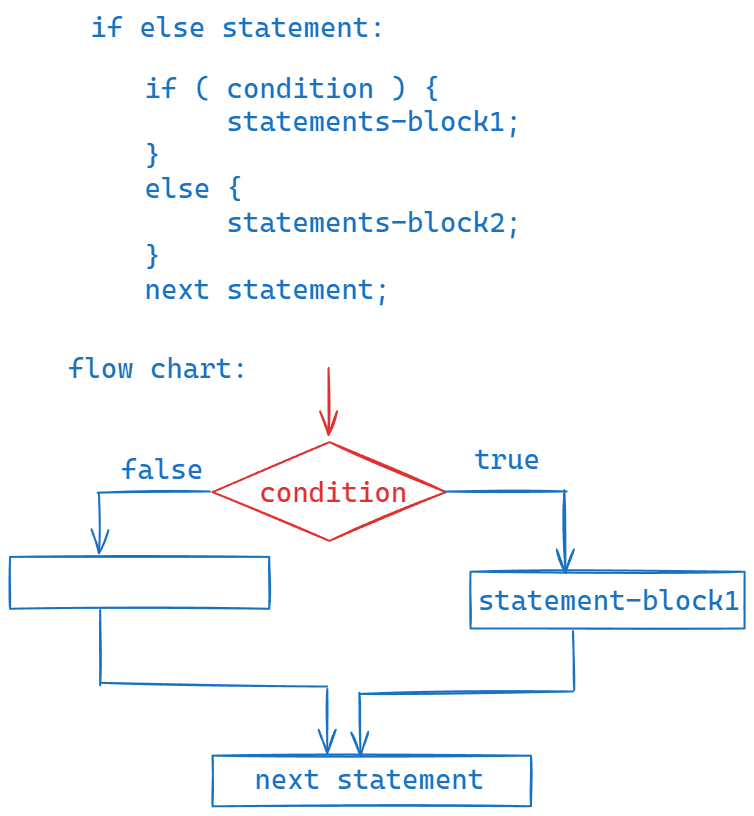 if else statement:
if ( condition ) {
statements-block1;
}
else {
statements-block2;
}
next statement;
flow chart:
false
true
condition
statement-block1
next statement